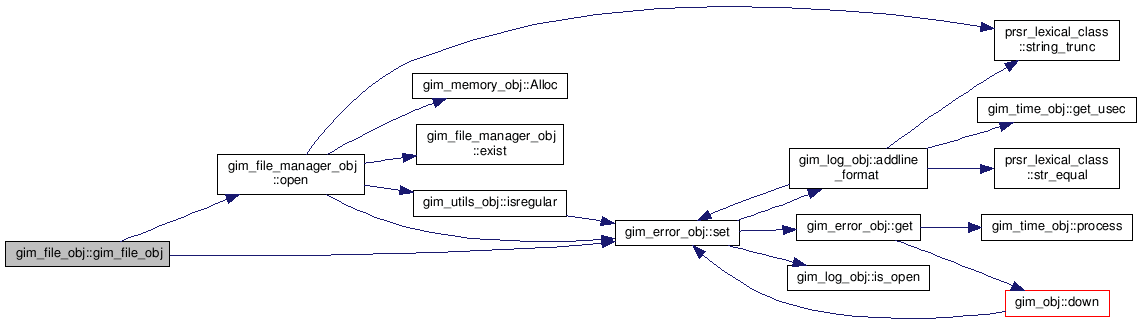 gim_file_obj::gim_file_obj
gim_file_manager_obj
::open
gim_memory_obj::Alloc
gim_file_manager_obj
::exist
gim_utils_obj::isregular
gim_error_obj::set
gim_log_obj::addline
_format
gim_error_obj::get
gim_log_obj::is_open
prsr_lexical_class
::string_trunc
gim_time_obj::get_usec
prsr_lexical_class
::str_equal
gim_time_obj::process
gim_obj::down